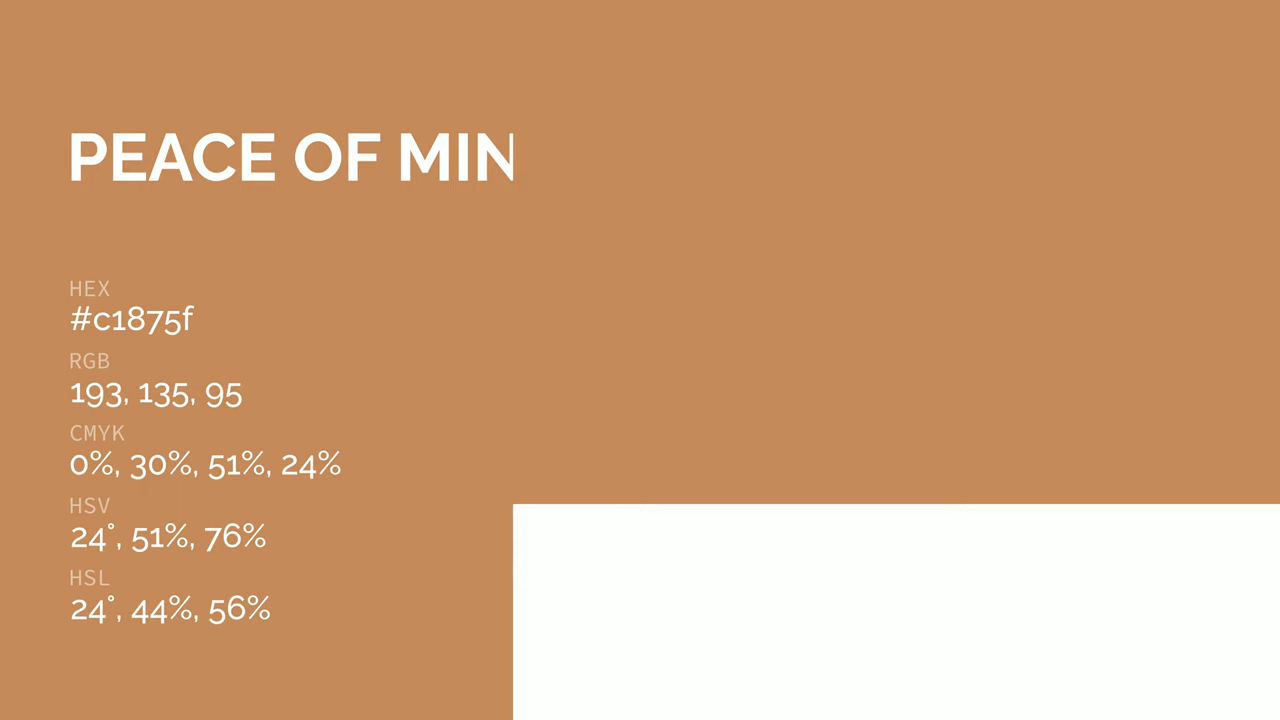 PEACE OF MIN
HEX
#c1875f
RGB
193, 135, 95
CMYK
0%, 30%, 51%, 24%
HSV
24°, 51%, 76%
HSL
24°, 44%, 56%